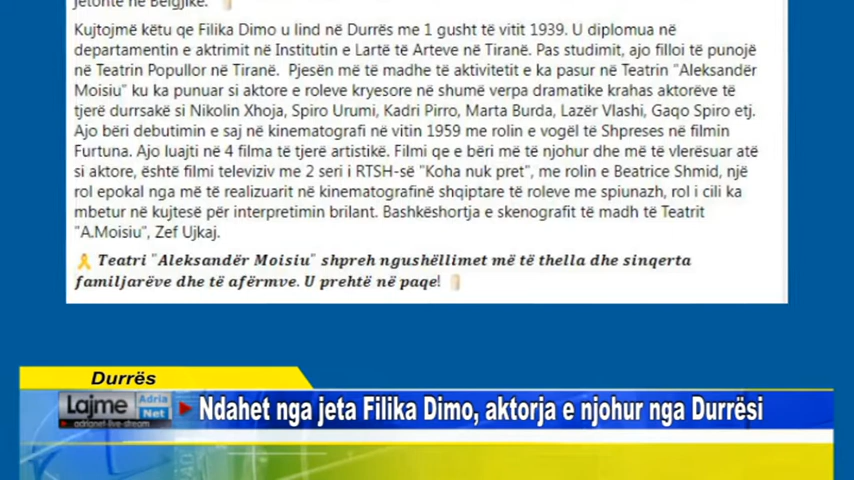 jetonte në Belgjikë.
Kujtojmë këtu qe Filika Dimo u lind në Durrës me 1 gusht të vitit 1939. U diplomua në
departamentin e aktrimit në Institutin e Lartë të Arteve në Tiranë. Pas studimit, ajo filloi të punojë
në Teatrin Popullor në Tiranë. Pjesën më të madhe të aktivitetit e ka pasur në Teatrin "Aleksandër
Moisiu" ku ka punuar si aktore e roleve kryesore në shumë verpa dramatike krahas aktorëve të
tjerë durrsakë si Nikolin Xhoja, Spiro Urumi, Kadri Pirro, Marta Burda, Lazër Vlashi, Gaqo Spiro etj.
Ajo bëri debutimin e saj në kinematografi në vitin 1959 me rolin e vogël të Shpreses në filmin
Furtuna. Ajo luajti në 4 filma të tjerë artistikë. Filmi qe e bëri më të njohur dhe më të vlerësuar atë
si aktore, është filmi televiziv me 2 seri i RTSH-së "Koha nuk pret", me rolin e Beatrice Shmid, një
rol epokal nga më të realizuarit në kinematografinë shqiptare të roleve me spiunazh, rol i cili ka
mbetur në kujtesë për interpretimin brilant. Bashkëshortja e skenografit të madh të Teatrit
"A.Moisiu", Zef Ujkaj.
Teatri "Aleksandër Moisiu" shpreh ngushëllimet më të thella dhe sinqerta
familjarëve dhe të afërmve. U prehtë në paqe!
Durrës
Lajme Adria Net
adrianet-live-stream
Ndahet nga jeta Filika Dimo, aktorja e njohur nga Durrësi